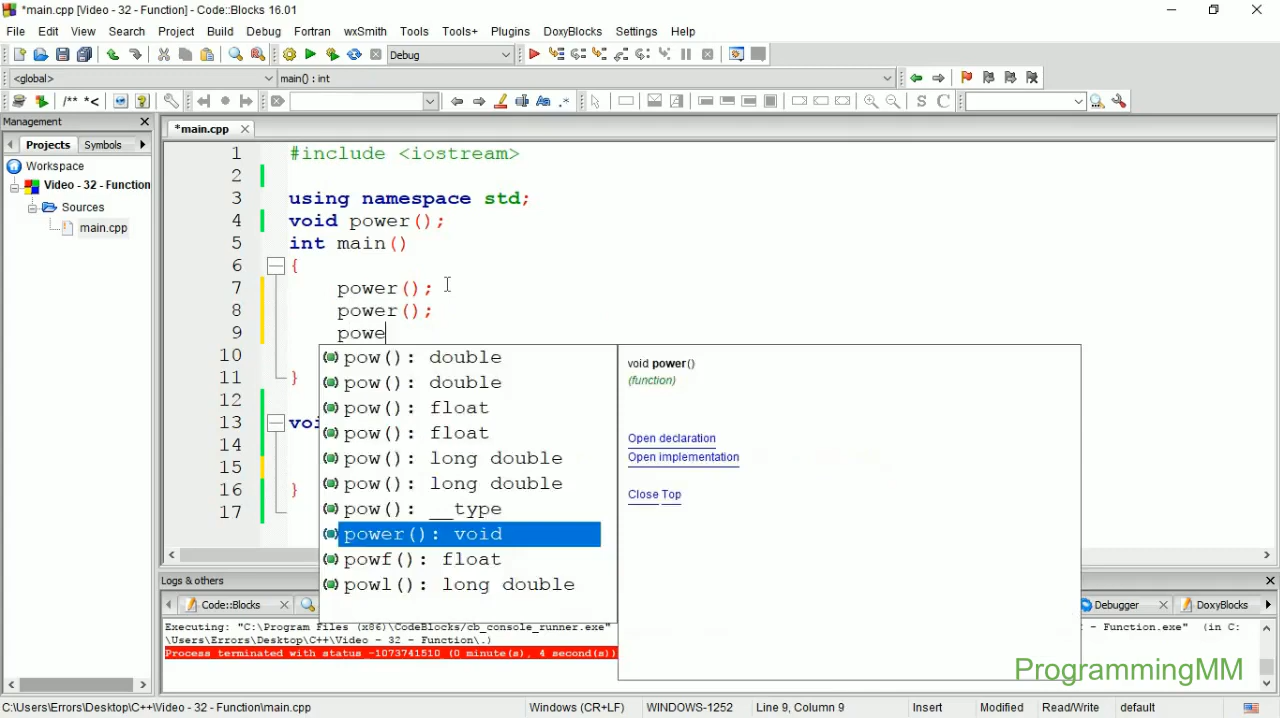 *main.cpp [Video - 32 - Function] - Code::Blocks 16.01
File Edit View Search Project Build Debug Fortran wxSmith Tools Tools+ Plugins DoxyBlocks Settings Help
Debug
<global> main() : int
/** *< S C
Management
*main.cpp
Projects Symbols
Workspace
Video - 32 - Function
Sources
main.cpp
1 #include <iostream>
2
3 using namespace std;
4 void power();
5 int main()
6 {
7 power();
8 power();
9 powe
10
11 }
12
13 voi
14
15
16 }
17
pow(): double
pow(): double
pow(): float
pow(): float
pow(): long double
pow(): long double
pow(): __type
power(): void
powf(): float
powl(): long double
void power()
(function)
Open declaration
Open implementation
Close Top
Logs & others
Code::Blocks Debugger DoxyBlocks
Executing: "C:\Program Files (x86)\CodeBlocks/cb_console_runner.exe" - Function.exe" (in C:
\Users\Errors\Desktop\C++\Video - 32 - Function\.)
Process terminated with status -1073741510 (0 minute(s), 4 second(s))
ProgrammingMM
C:\Users\Errors\Desktop\C++\Video - 32 - Function\main.cpp Windows (CR+LF) WINDOWS-1252 Line 9, Column 9 Insert Modified Read/Write default